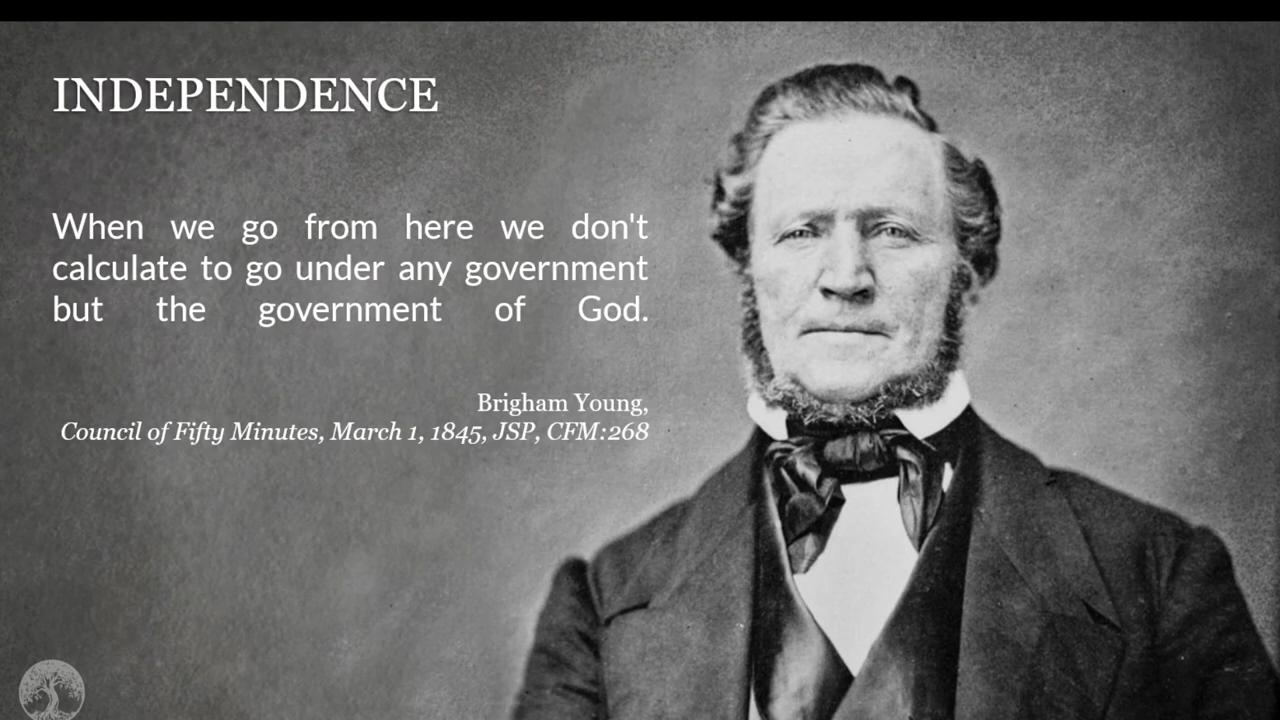 INDEPENDENCE
When we go from here we don't
calculate to go under any government
but the government of God.
Brigham Young,
Council of Fifty Minutes, March 1, 1845, JSP, CFM:268